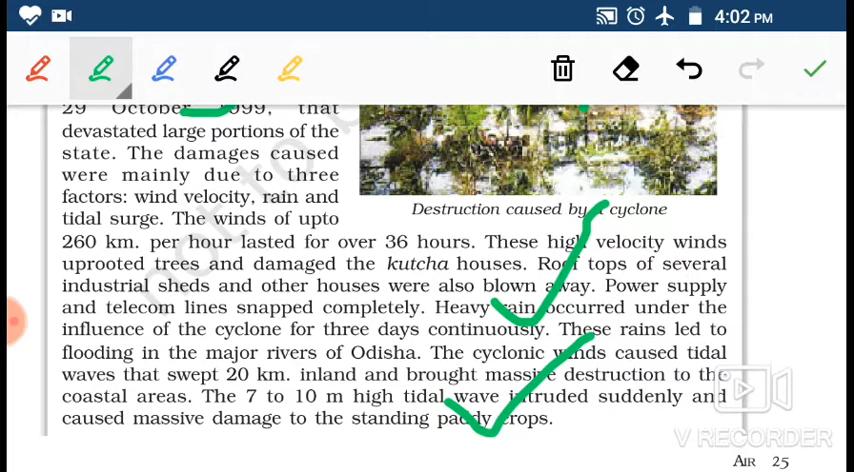 4:02 PM
29 October 1999, that
devastated large portions of the
state. The damages caused
were mainly due to three
factors: wind velocity, rain and
tidal surge. The winds of upto
Destruction caused by a cyclone
260 km. per hour lasted for over 36 hours. These high velocity winds
uprooted trees and damaged the kutcha houses. Roof tops of several
industrial sheds and other houses were also blown away. Power supply
and telecom lines snapped completely. Heavy rain occurred under the
influence of the cyclone for three days continuously. These rains led to
flooding in the major rivers of Odisha. The cyclonic winds caused tidal
waves that swept 20 km. inland and brought massive destruction to the
coastal areas. The 7 to 10 m high tidal wave intruded suddenly and
caused massive damage to the standing paddy crops.
V RECORDER
AIR 25